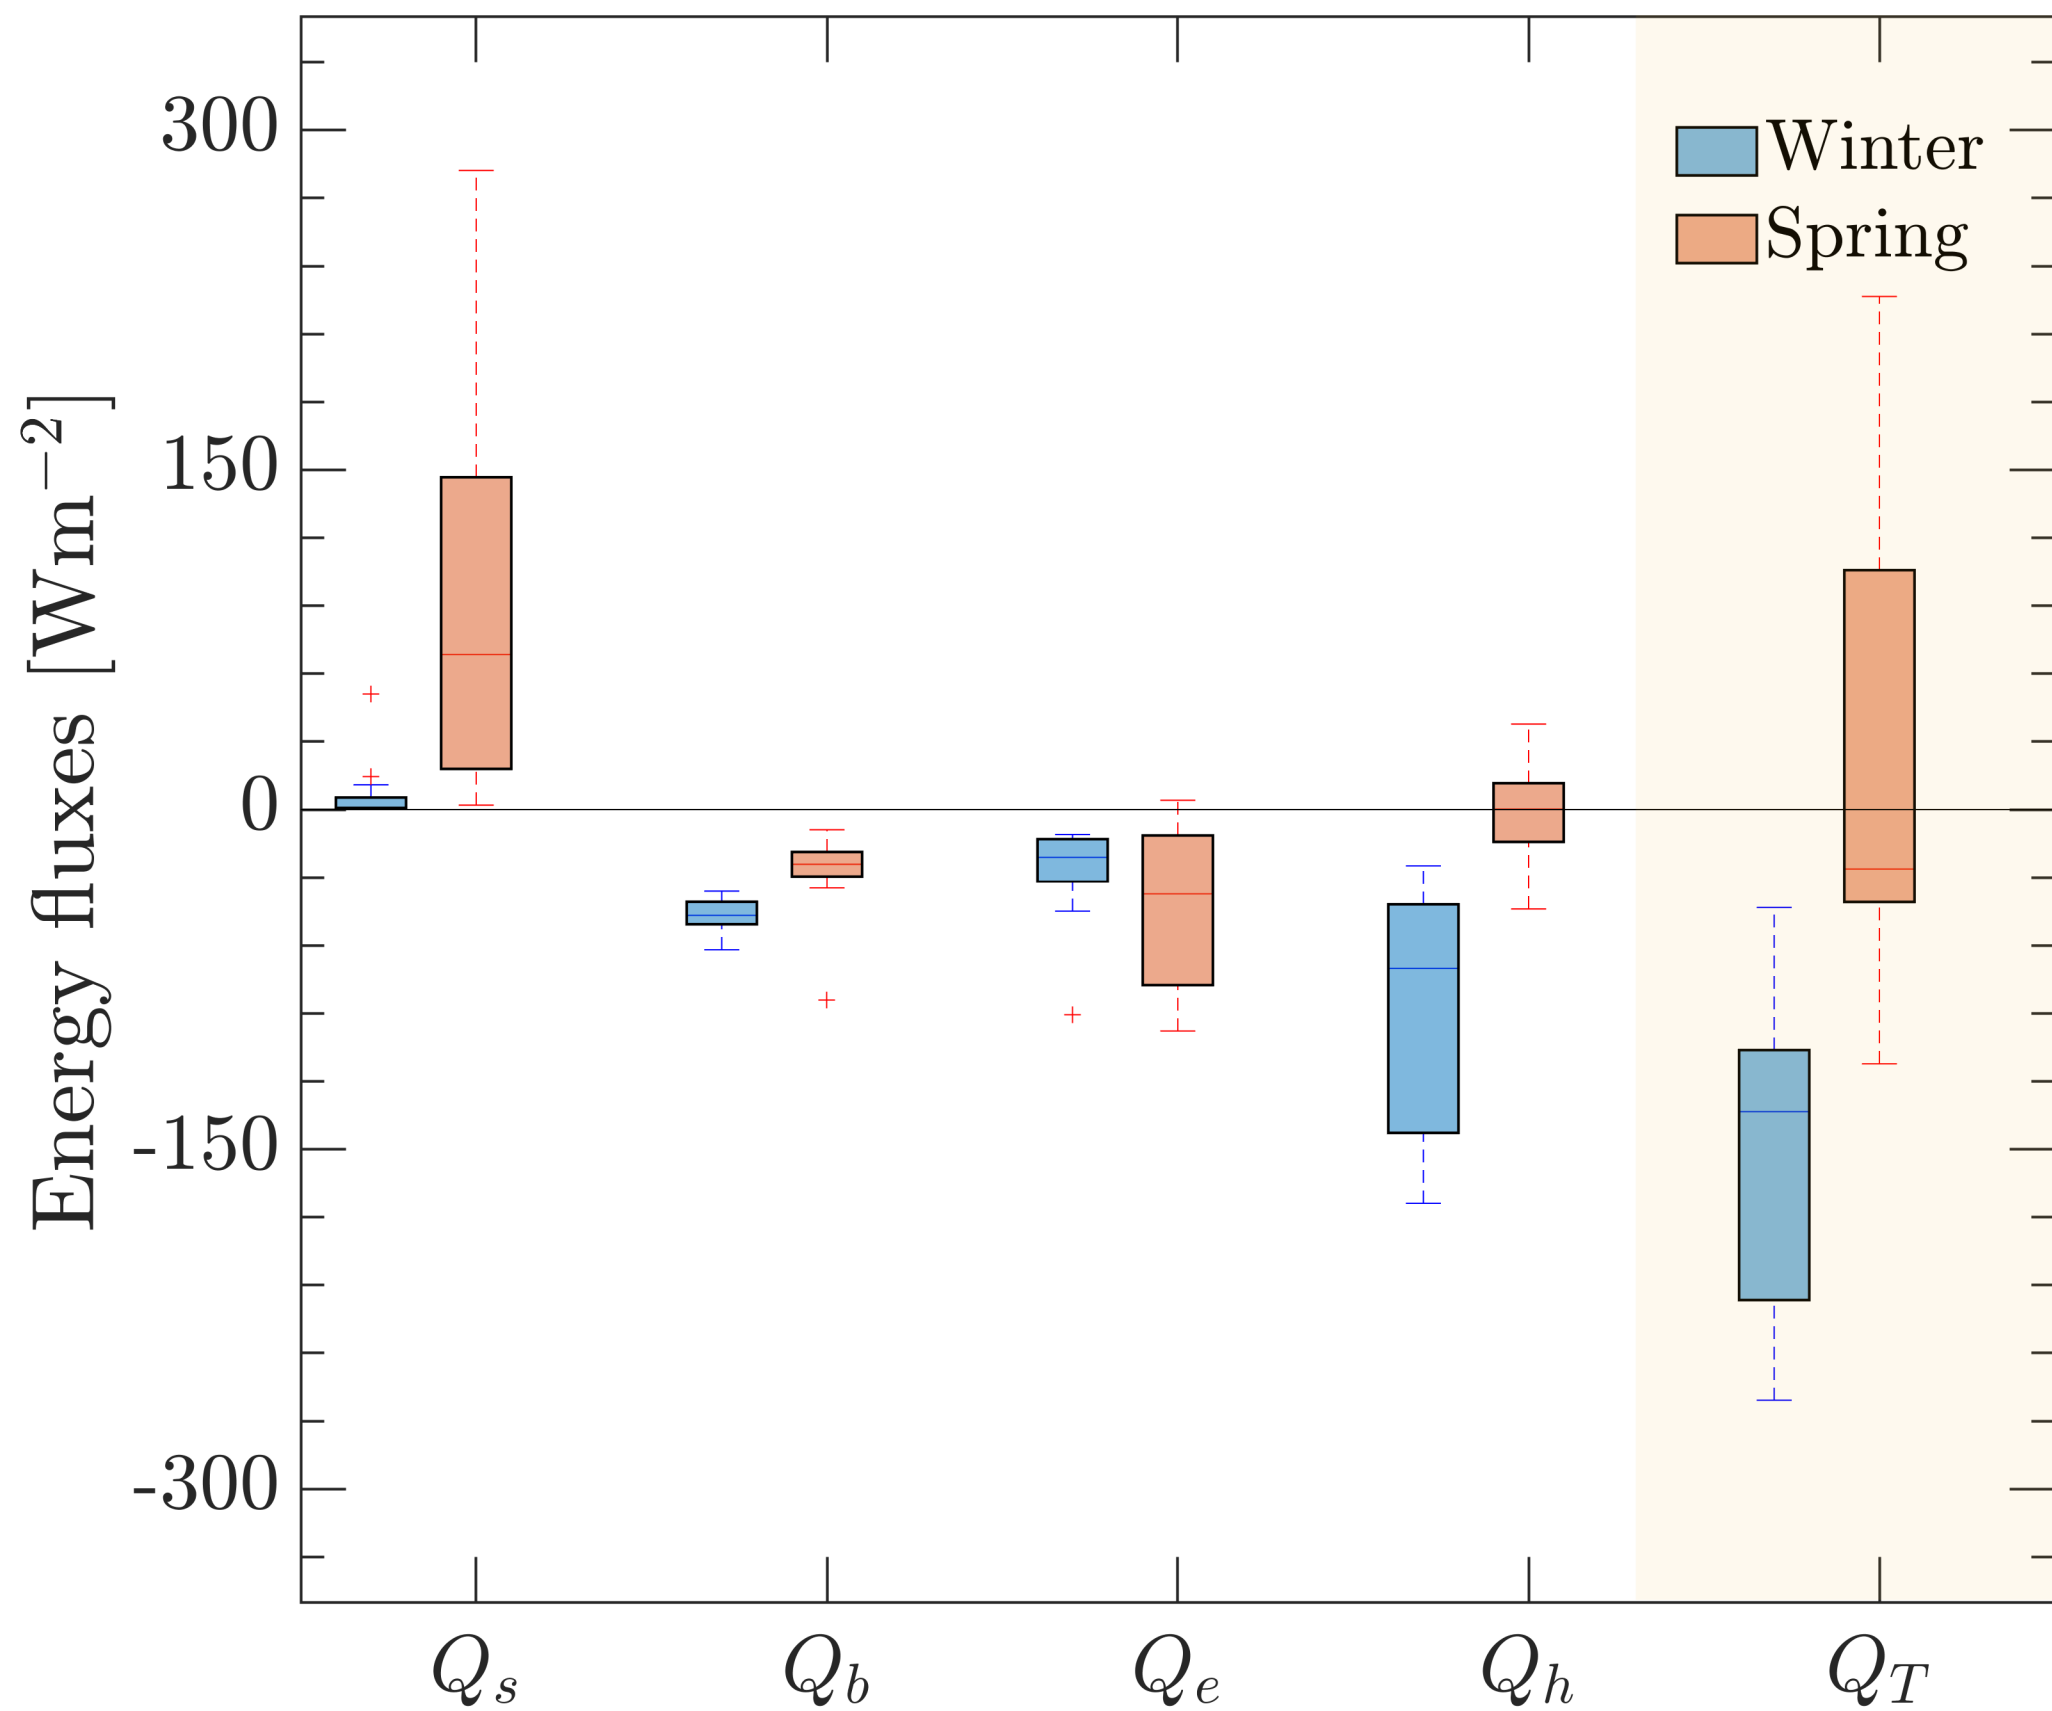 Energy fluxes [Wm⁻²]
300
150
0
-150
-300
Winter
Spring
Qs
Qb
Qe
Qh
QT